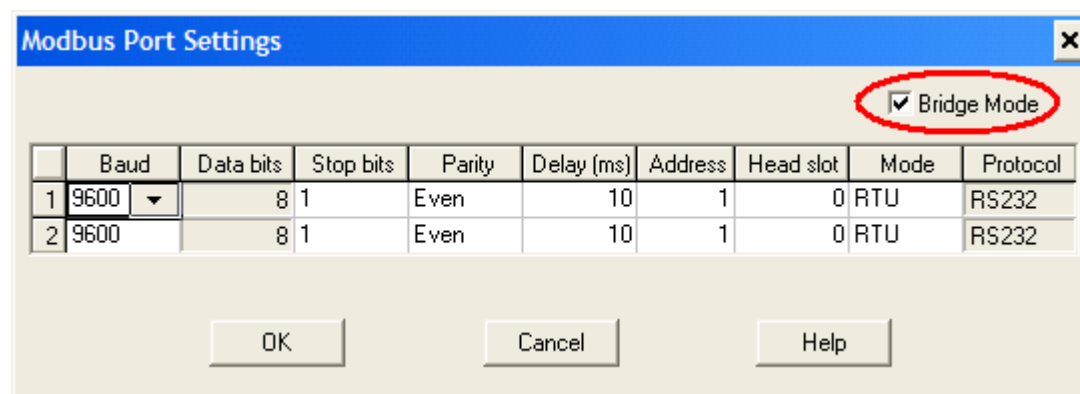 Modbus Port Settings
Bridge Mode
Baud Data bits Stop bits Parity Delay (ms) Address Head slot Mode Protocol
1 9600 8 1 Even 10 1 0 RTU RS232
2 9600 8 1 Even 10 1 0 RTU RS232
OK Cancel Help